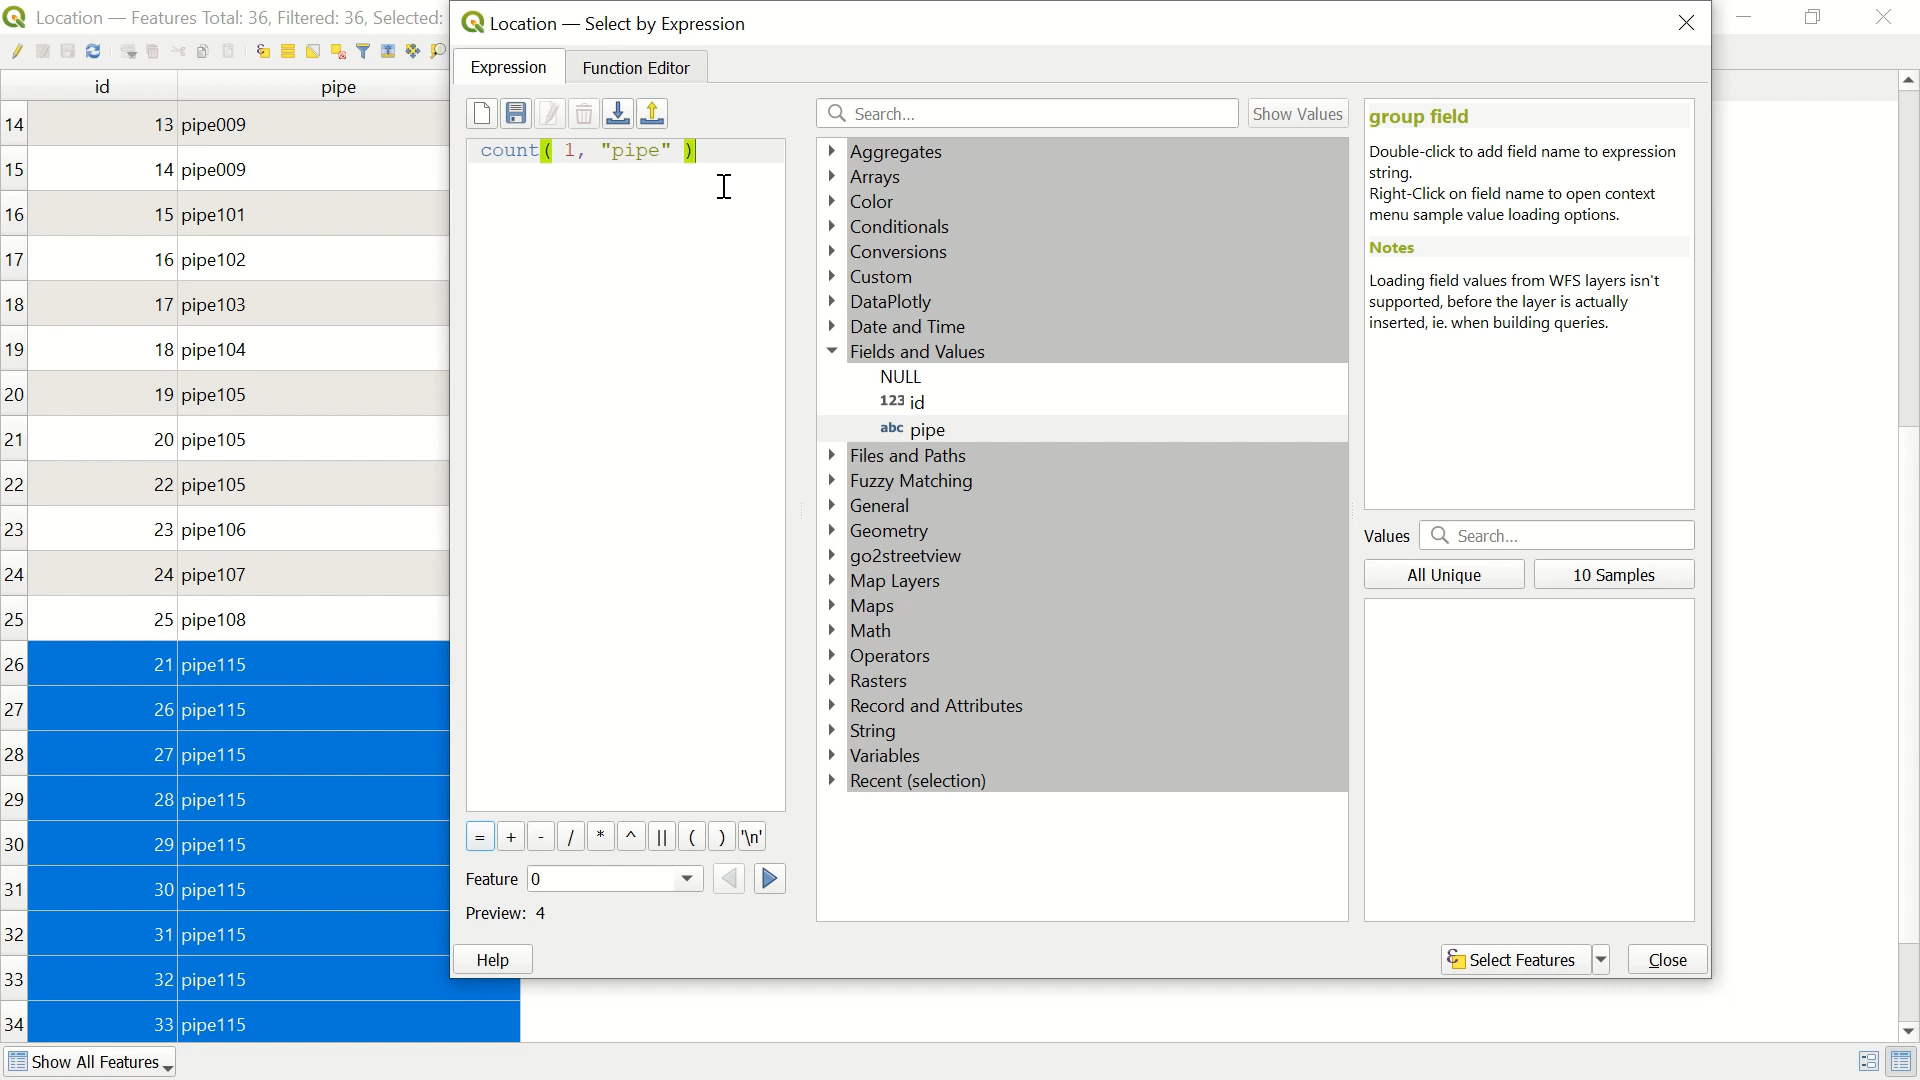 Location — Features Total: 36, Filtered: 36, Selected:
Location — Select by Expression
Expression
Function Editor
id
pipe
14 13 pipe009
15 14 pipe009
16 15 pipe101
17 16 pipe102
18 17 pipe103
19 18 pipe104
20 19 pipe105
21 20 pipe105
22 22 pipe105
23 23 pipe106
24 24 pipe107
25 25 pipe108
26 21 pipe115
27 26 pipe115
28 27 pipe115
29 28 pipe115
30 29 pipe115
31 30 pipe115
32 31 pipe115
33 32 pipe115
34 33 pipe115
Show All Features
count( 1, "pipe" )
= + - / * ^ || ( ) '\n'
Feature 0
Preview: 4
Help
Search...
Show Values
Aggregates
Arrays
Color
Conditionals
Conversions
Custom
DataPlotly
Date and Time
Fields and Values
NULL
123 id
abc pipe
Files and Paths
Fuzzy Matching
General
Geometry
go2streetview
Map Layers
Maps
Math
Operators
Rasters
Record and Attributes
String
Variables
Recent (selection)
group field
Double-click to add field name to expression
string.
Right-Click on field name to open context
menu sample value loading options.
Notes
Loading field values from WFS layers isn't
supported, before the layer is actually
inserted, ie. when building queries.
Values Search...
All Unique
10 Samples
Select Features
Close